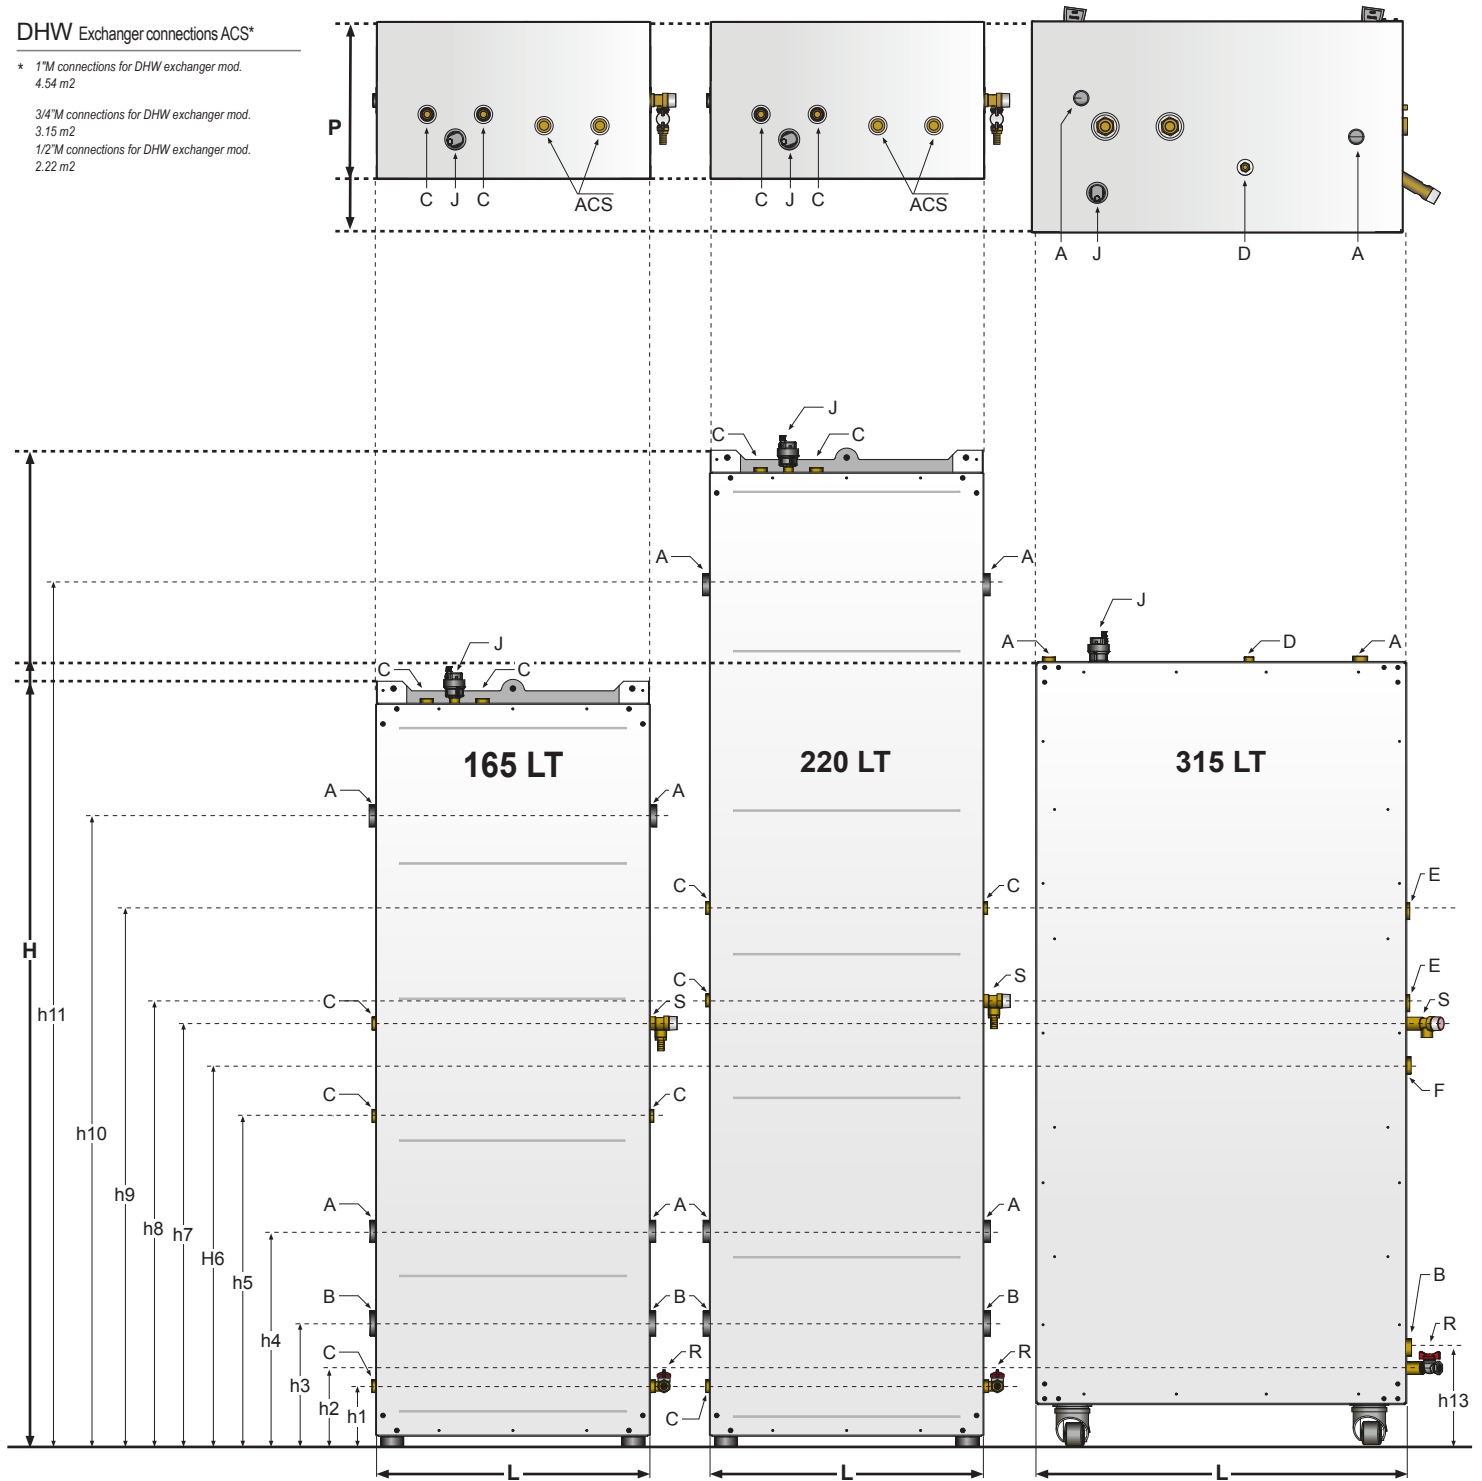 DHW Exchanger connections ACS*
* 1"M connections for DHW exchanger mod.
4.54 m2
3/4"M connections for DHW exchanger mod.
3.15 m2
1/2"M connections for DHW exchanger mod.
2.22 m2
P
C J C ACS
C J C ACS
A J D A
J
C C
A A
J
A D A
J
C C
165 LT 220 LT 315 LT
A A
C C
E
H
C S
E
h11
C S
S
F
C C
h10
h9
h8
h7
H6
h5
A A A
B B B
B
h4
h3
C R R R
h2
h1
C
h13
L L L